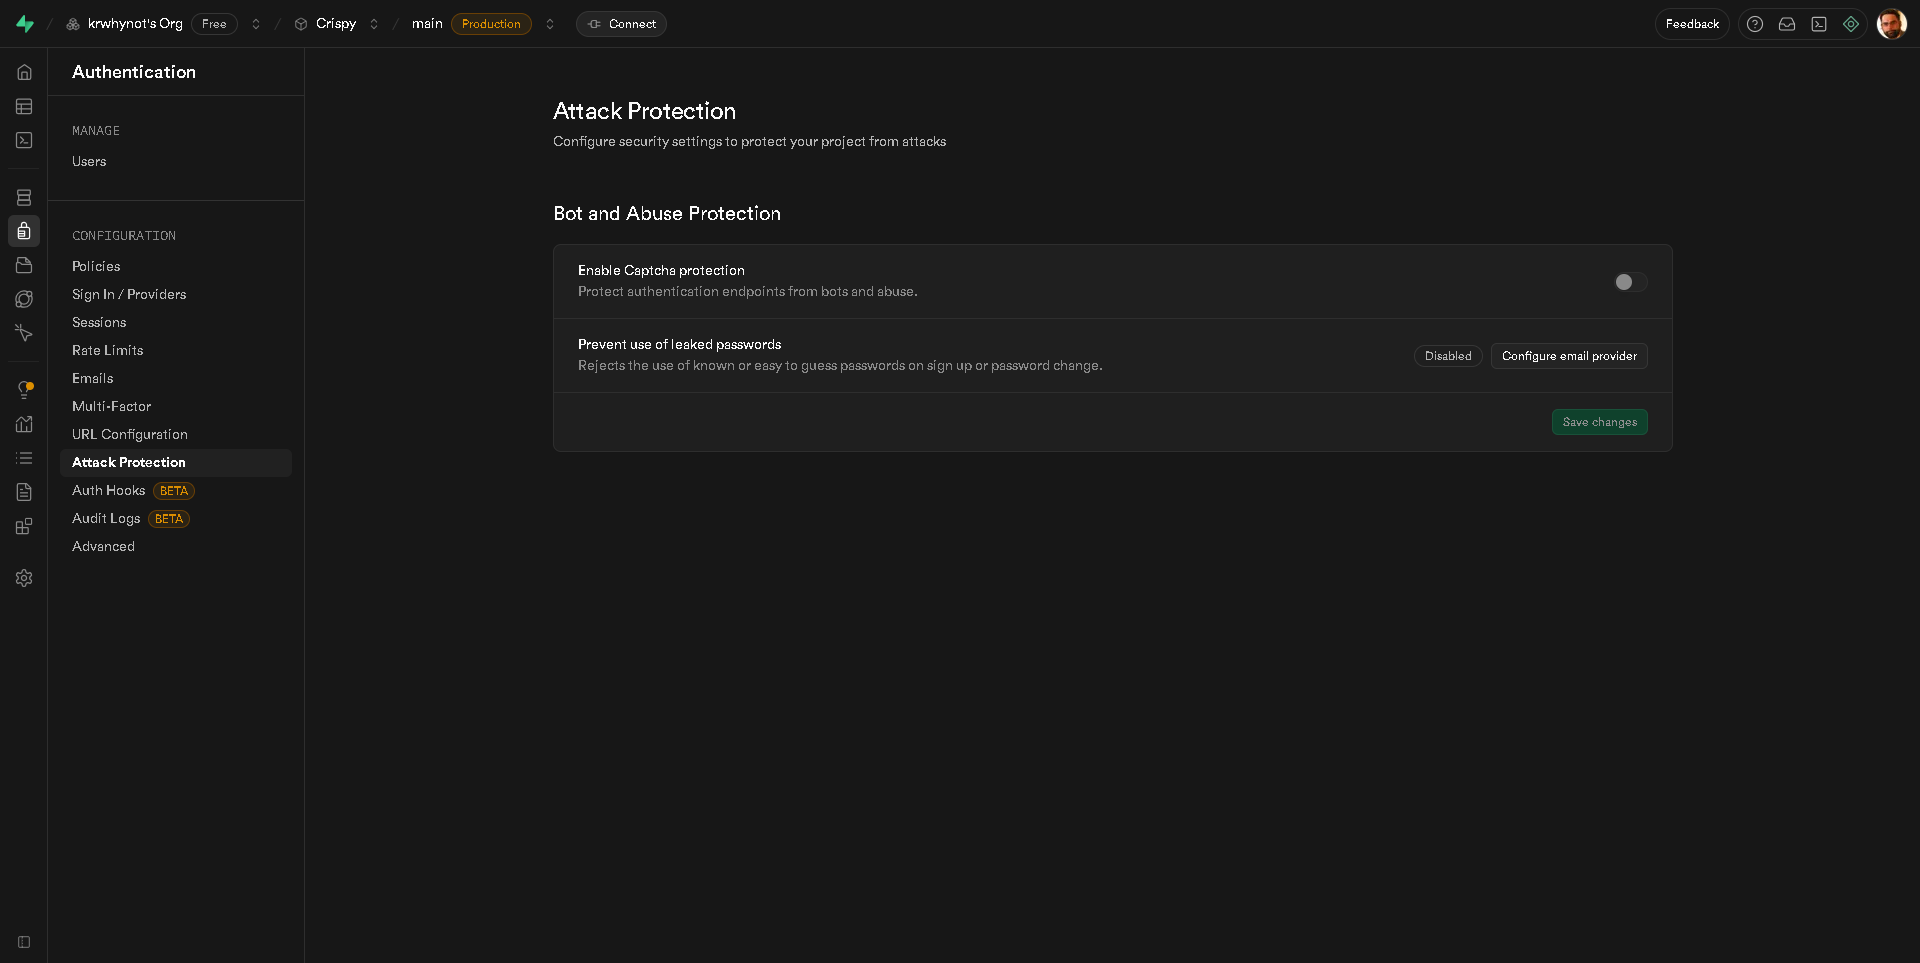 krwhynot's Org Free Crispy main Production Connect Feedback
Authentication
MANAGE
Users
CONFIGURATION
Policies
Sign In / Providers
Sessions
Rate Limits
Emails
Multi-Factor
URL Configuration
Attack Protection
Auth Hooks BETA
Audit Logs BETA
Advanced
Attack Protection
Configure security settings to protect your project from attacks
Bot and Abuse Protection
Enable Captcha protection
Protect authentication endpoints from bots and abuse.
Prevent use of leaked passwords
Rejects the use of known or easy to guess passwords on sign up or password change.
Disabled Configure email provider
Save changes